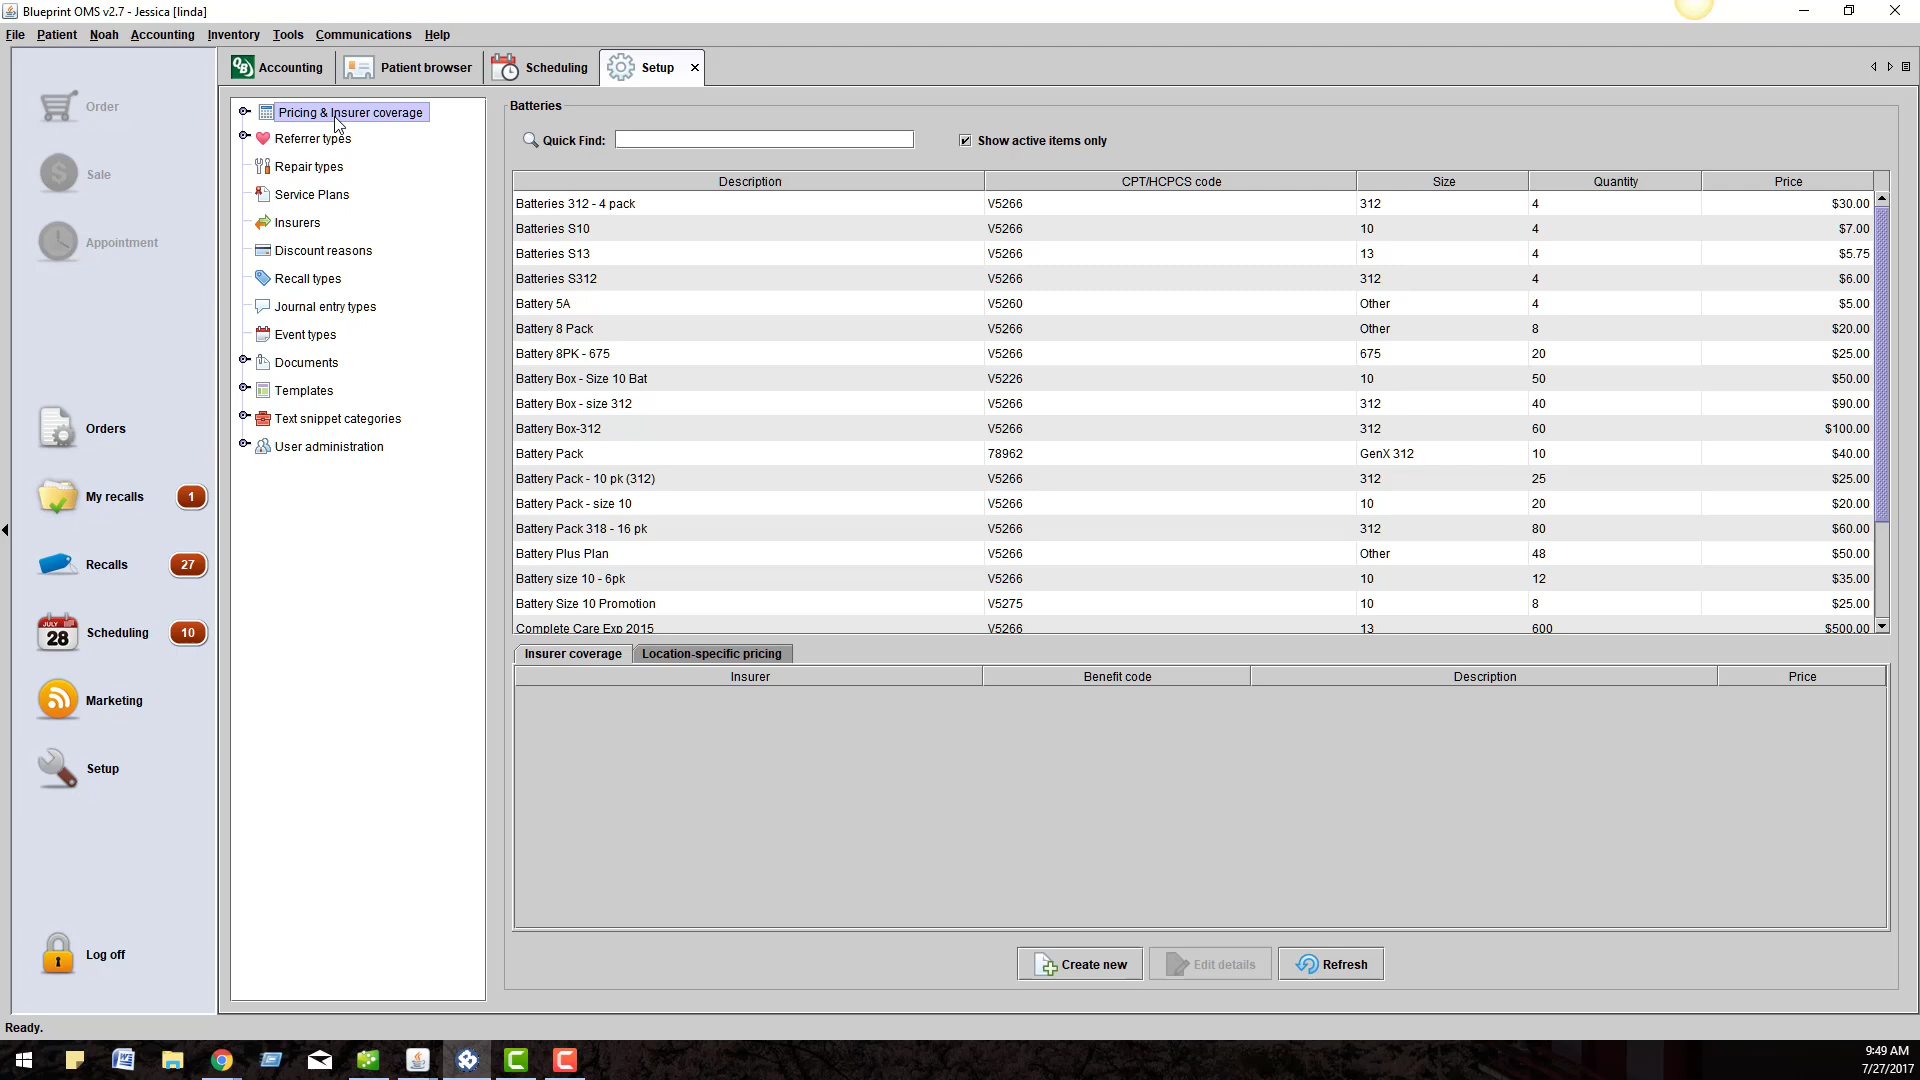 Blueprint OMS v2.7 - Jessica [linda]
File Patient Noah Accounting Inventory Tools Communications Help
Accounting Patient browser Scheduling Setup
Order
Sale
Appointment
Orders
My recalls 1
Recalls 27
JULY 28 Scheduling 10
Marketing
Setup
Log off
Pricing & Insurer coverage
Referrer types
Repair types
Service Plans
Insurers
Discount reasons
Recall types
Journal entry types
Event types
Documents
Templates
Text snippet categories
User administration
Batteries
Quick Find: Show active items only
Description CPT/HCPCS code Size Quantity Price
Batteries 312 - 4 pack V5266 312 4 $30.00
Batteries S10 V5266 10 4 $7.00
Batteries S13 V5266 13 4 $5.75
Batteries S312 V5266 312 4 $6.00
Battery 5A V5260 Other 4 $5.00
Battery 8 Pack V5266 Other 8 $20.00
Battery 8PK - 675 V5266 675 20 $25.00
Battery Box - Size 10 Bat V5226 10 50 $50.00
Battery Box - size 312 V5266 312 40 $90.00
Battery Box-312 V5266 312 60 $100.00
Battery Pack 78962 GenX 312 10 $40.00
Battery Pack - 10 pk (312) V5266 312 25 $25.00
Battery Pack - size 10 V5266 10 20 $20.00
Battery Pack 318 - 16 pk V5266 312 80 $60.00
Battery Plus Plan V5266 Other 48 $50.00
Battery size 10 - 6pk V5266 10 12 $35.00
Battery Size 10 Promotion V5275 10 8 $25.00
Complete Care Exp 2015 V5266 13 600 $500.00
Insurer coverage Location-specific pricing
Insurer Benefit code Description Price
Create new Edit details Refresh
Ready.
9:49 AM
7/27/2017